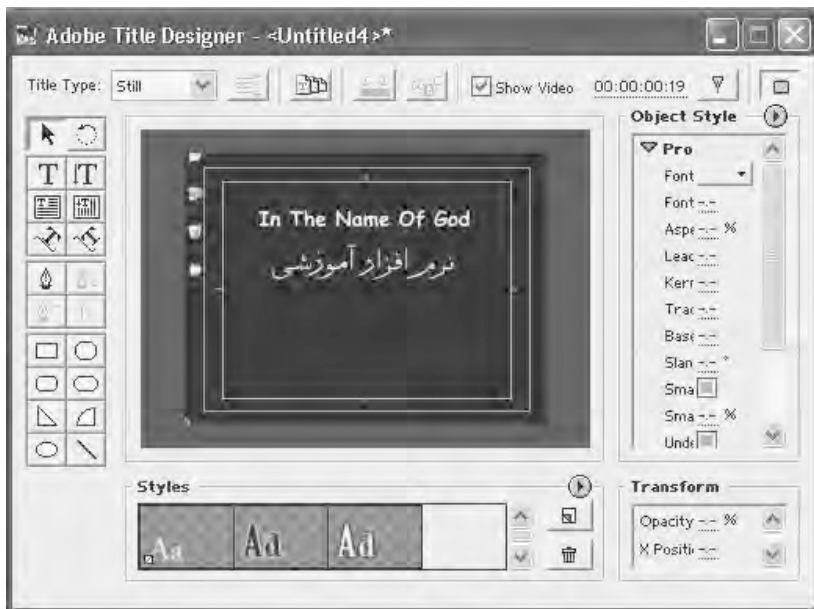 Adobe Title Designer - <Untitled4>*
Title Type: Still Show Video 00:00:00:19
Object Style
Pro
Font
Font -.-
Aspe -.- %
Leac -.-
Kerr -.-
Trac -.-
Base -.-
Slan -.- °
Sma
Sma -.- %
Unde
In The Name Of God
نرم افزار آموزشی
Styles
Aa Ad Ad
Transform
Opacity -.- %
X Positi -.-